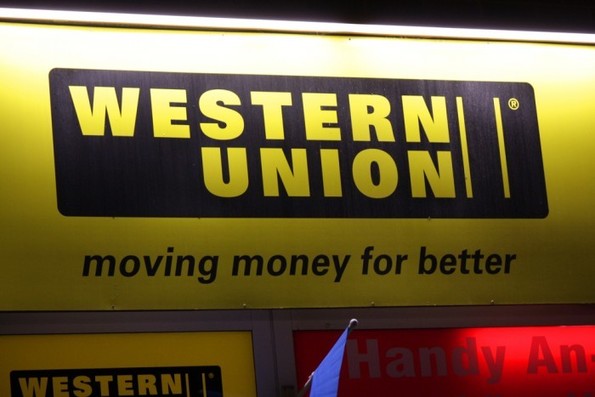 WESTERN
UNION ®
moving money for better
WESTERN ®
Handy An-